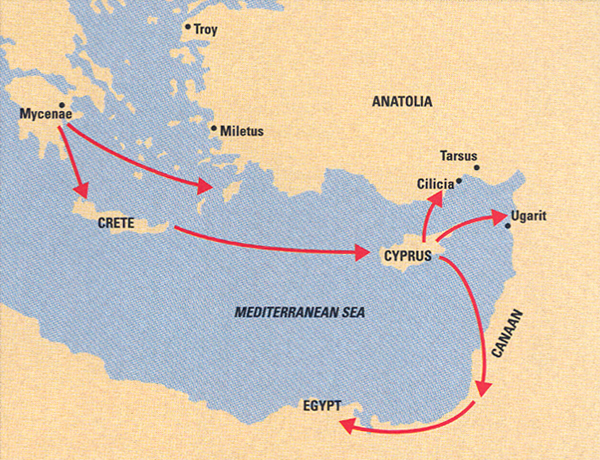 Troy
Mycenae
ANATOLIA
Miletus
Tarsus
Cilicia
Ugarit
CRETE
CYPRUS
MEDITERRANEAN SEA
CANAAN
EGYPT